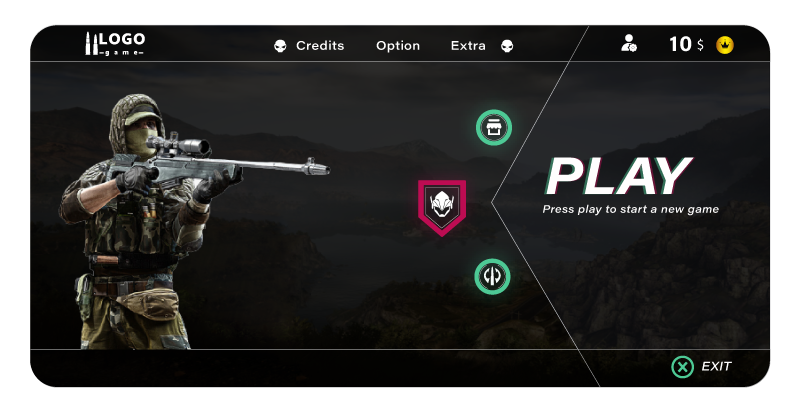 LOGO
game
Credits Option Extra
10 $
PLAY
Press play to start a new game
EXIT